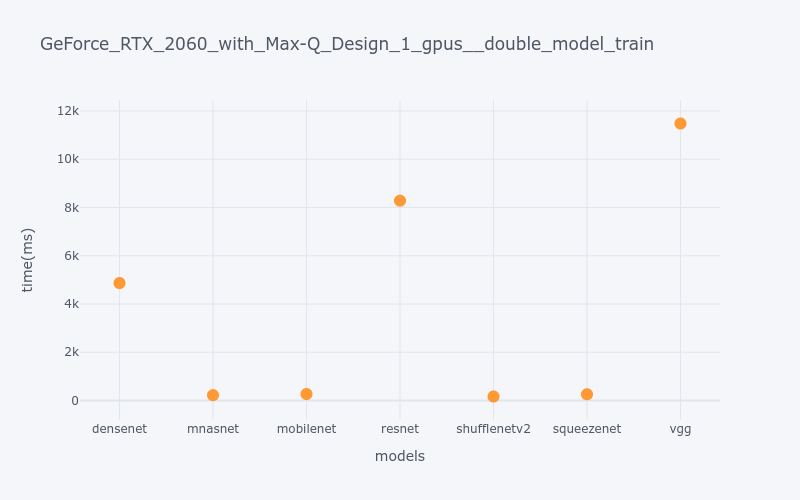 GeForce_RTX_2060_with_Max-Q_Design_1_gpus__double_model_train
12k
10k
8k
6k
4k
2k
0
time(ms)
densenet mnasnet mobilenet resnet shufflenetv2 squeezenet vgg
models